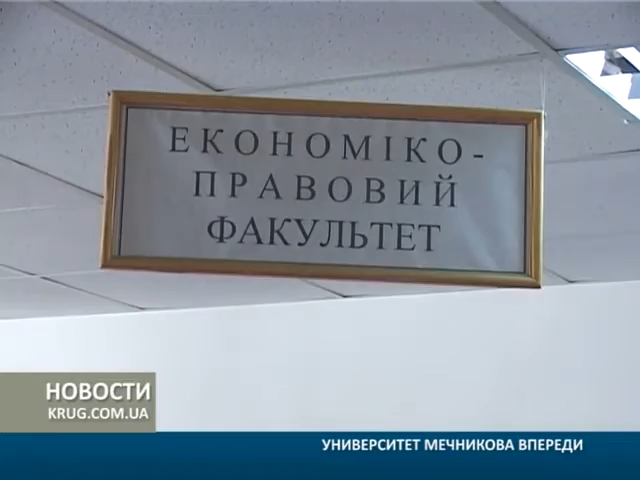 ЕКОНОМІКО-
ПРАВОВИЙ
ФАКУЛЬТЕТ
НОВОСТИ
KRUG.COM.UA
УНИВЕРСИТЕТ МЕЧНИКОВА ВПЕРЕДИ